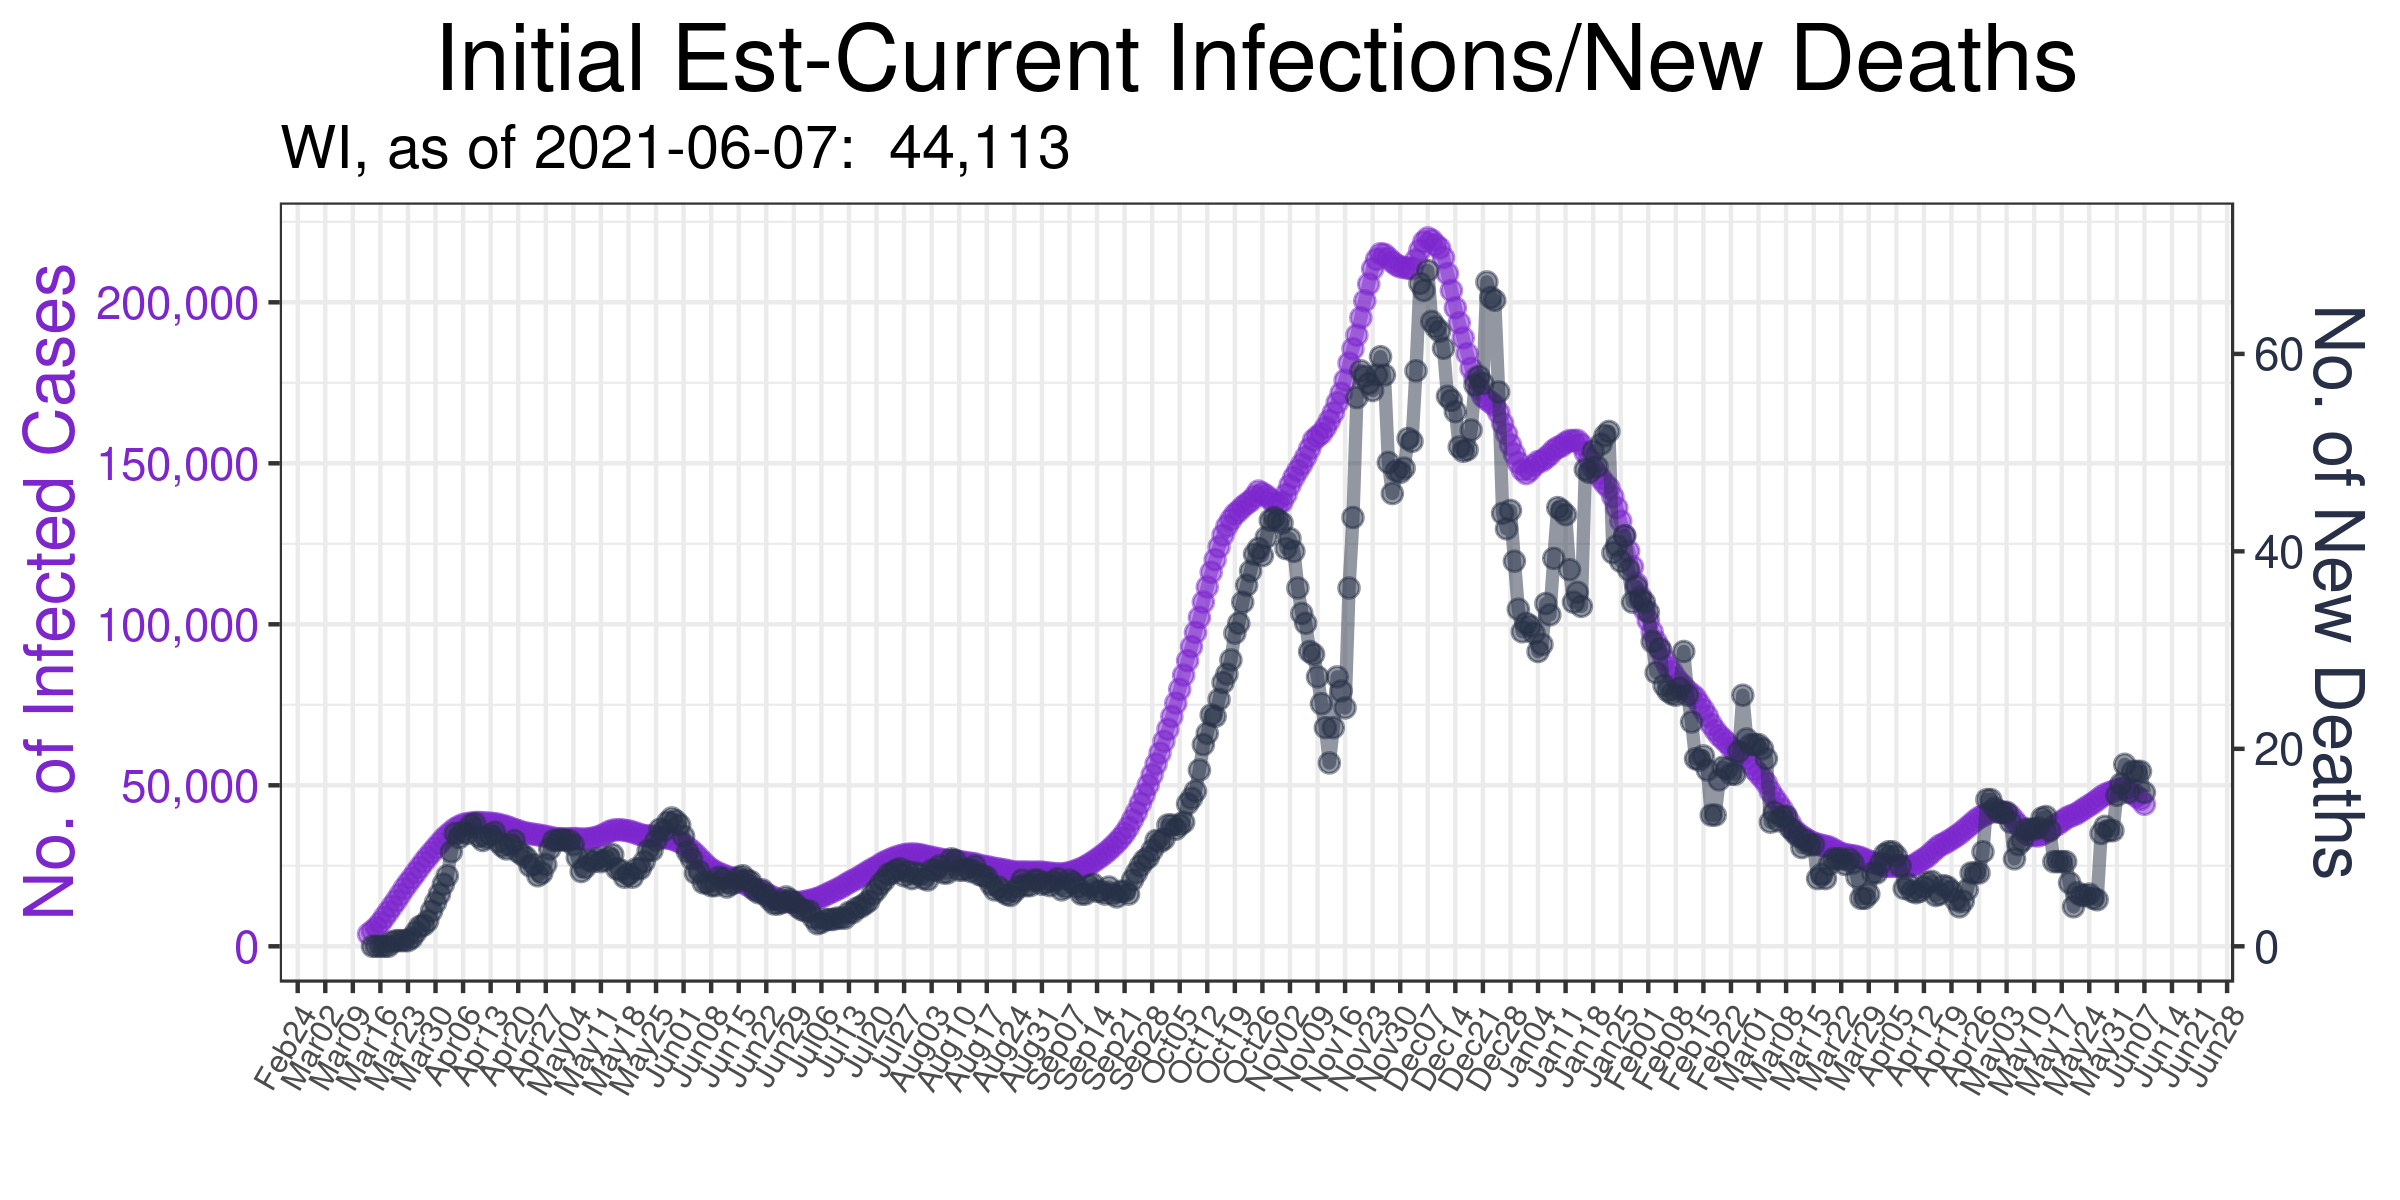 Initial Est-Current Infections/New Deaths
WI, as of 2021-06-07: 44,113
No. of Infected Cases
200,000
150,000
100,000
50,000
0
No. of New Deaths
60
40
20
0
Feb24
Mar02
Mar09
Mar16
Mar23
Mar30
Apr06
Apr13
Apr20
Apr27
May04
May11
May18
May25
Jun01
Jun08
Jun15
Jun22
Jun29
Jul06
Jul13
Jul20
Jul27
Aug03
Aug10
Aug17
Aug24
Aug31
Sep07
Sep14
Sep21
Sep28
Oct05
Oct12
Oct19
Oct26
Nov02
Nov09
Nov16
Nov23
Nov30
Dec07
Dec14
Dec21
Dec28
Jan04
Jan11
Jan18
Jan25
Feb01
Feb08
Feb15
Feb22
Mar01
Mar08
Mar15
Mar22
Mar29
Apr05
Apr12
Apr19
Apr26
May03
May10
May17
May24
May31
Jun07
Jun14
Jun21
Jun28